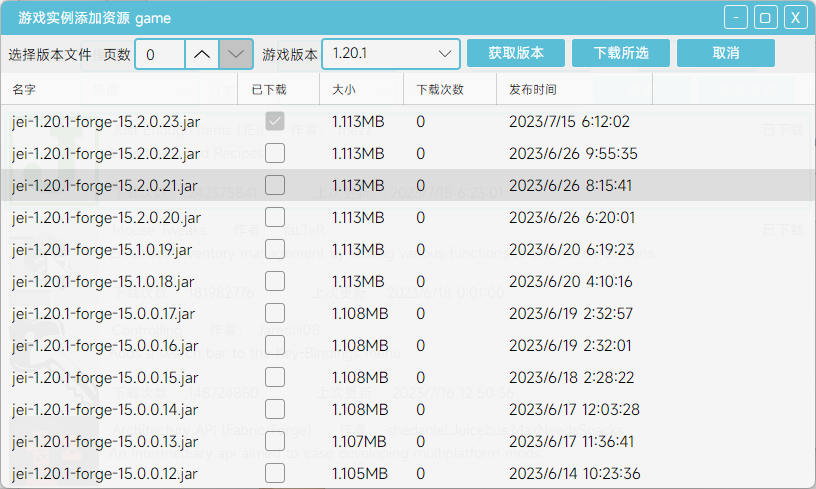 游戏实例添加资源 game
选择版本文件 页数 0 游戏版本 1.20.1 获取版本 下载所选 取消
名字 已下载 大小 下载次数 发布时间
jei-1.20.1-forge-15.2.0.23.jar 1.113MB 0 2023/7/15 6:12:02
jei-1.20.1-forge-15.2.0.22.jar 1.113MB 0 2023/6/26 9:55:35
jei-1.20.1-forge-15.2.0.21.jar 1.113MB 0 2023/6/26 8:15:41
jei-1.20.1-forge-15.2.0.20.jar 1.113MB 0 2023/6/26 6:20:01
jei-1.20.1-forge-15.1.0.19.jar 1.113MB 0 2023/6/20 6:19:23
jei-1.20.1-forge-15.1.0.18.jar 1.113MB 0 2023/6/20 4:10:16
jei-1.20.1-forge-15.0.0.17.jar 1.108MB 0 2023/6/19 2:32:57
jei-1.20.1-forge-15.0.0.16.jar 1.108MB 0 2023/6/19 2:32:01
jei-1.20.1-forge-15.0.0.15.jar 1.108MB 0 2023/6/18 2:28:22
jei-1.20.1-forge-15.0.0.14.jar 1.108MB 0 2023/6/17 12:03:28
jei-1.20.1-forge-15.0.0.13.jar 1.107MB 0 2023/6/17 11:36:41
jei-1.20.1-forge-15.0.0.12.jar 1.105MB 0 2023/6/14 10:23:36